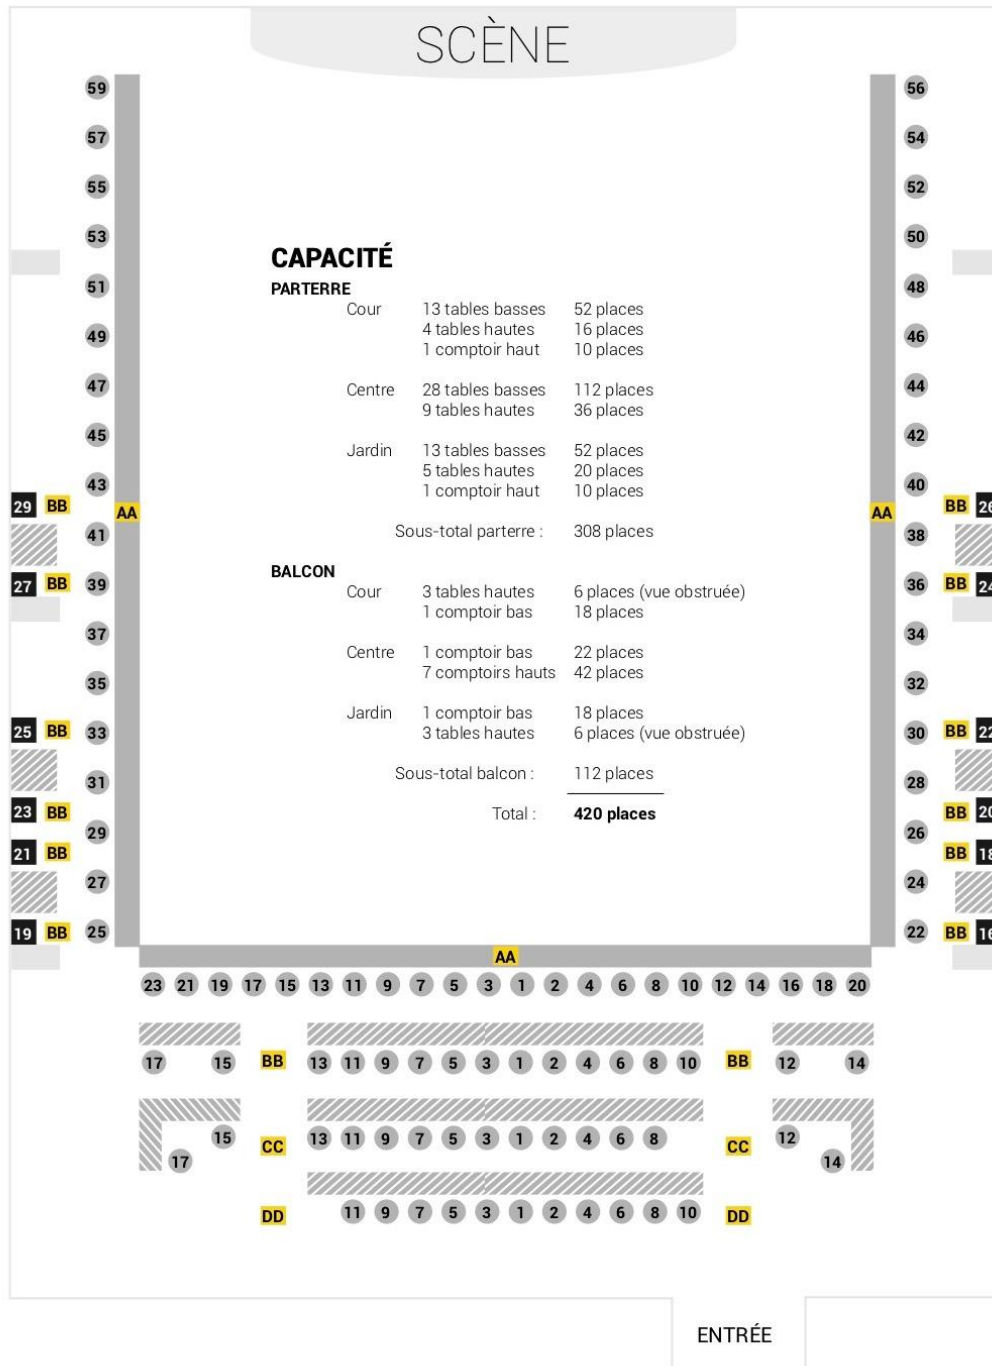 SCÈNE
59 56
57 54
55 52
53 50
CAPACITÉ
51 48
PARTERRE
Cour 13 tables basses 52 places
4 tables hautes 16 places
49 46
1 comptoir haut 10 places
47 44
Centre 28 tables basses 112 places
9 tables hautes 36 places
45 42
Jardin 13 tables basses 52 places
5 tables hautes 20 places
43 40
1 comptoir haut 10 places
29 BB BB 26
AA AA
41 38
Sous-total parterre : 308 places
BALCON
27 BB 39 36 BB 24
Cour 3 tables hautes 6 places (vue obstruée)
1 comptoir bas 18 places
37 34
Centre 1 comptoir bas 22 places
7 comptoirs hauts 42 places
35 32
Jardin 1 comptoir bas 18 places
25 BB 33 30 BB 22
3 tables hautes 6 places (vue obstruée)
31 28
Sous-total balcon : 112 places
23 BB BB 20
Total : 420 places
29 26
21 BB BB 18
27 24
19 BB 25 22 BB 16
AA
23 21 19 17 15 13 11 9 7 5 3 1 2 4 6 8 10 12 14 16 18 20
17 15 BB 13 11 9 7 5 3 1 2 4 6 8 10 BB 12 14
15 CC 13 11 9 7 5 3 1 2 4 6 8 CC 12
17 14
DD 11 9 7 5 3 1 2 4 6 8 10 DD
ENTRÉE